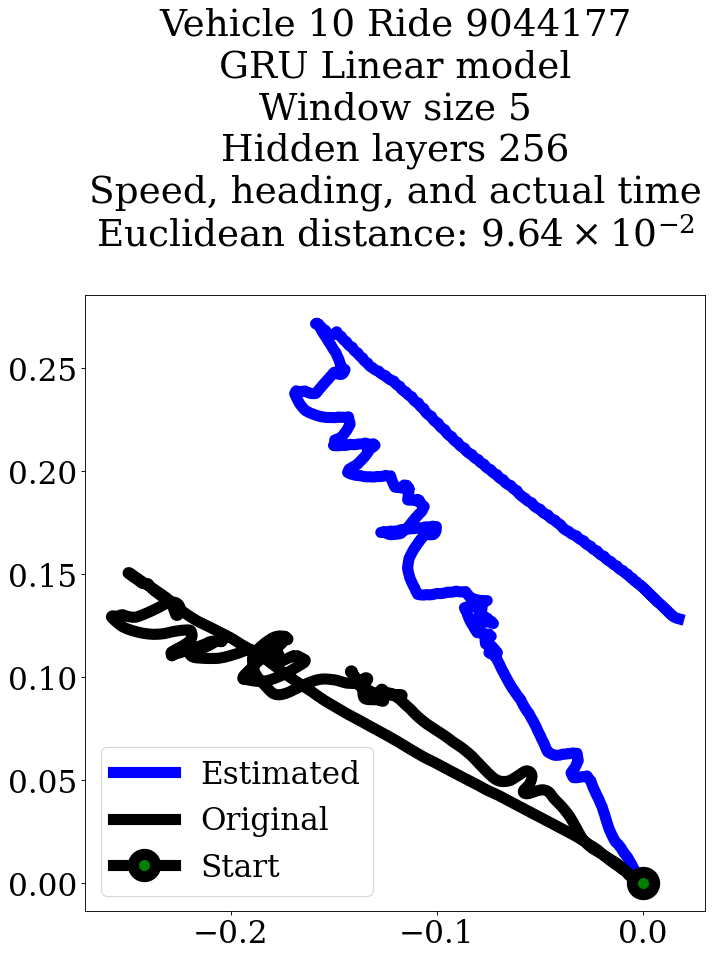 Vehicle 10 Ride 9044177
GRU Linear model
Window size 5
Hidden layers 256
Speed, heading, and actual time
Euclidean distance: 9.64 × 10⁻²
0.25
0.20
0.15
0.10
0.05
0.00
Estimated
Original
Start
−0.2
−0.1
0.0